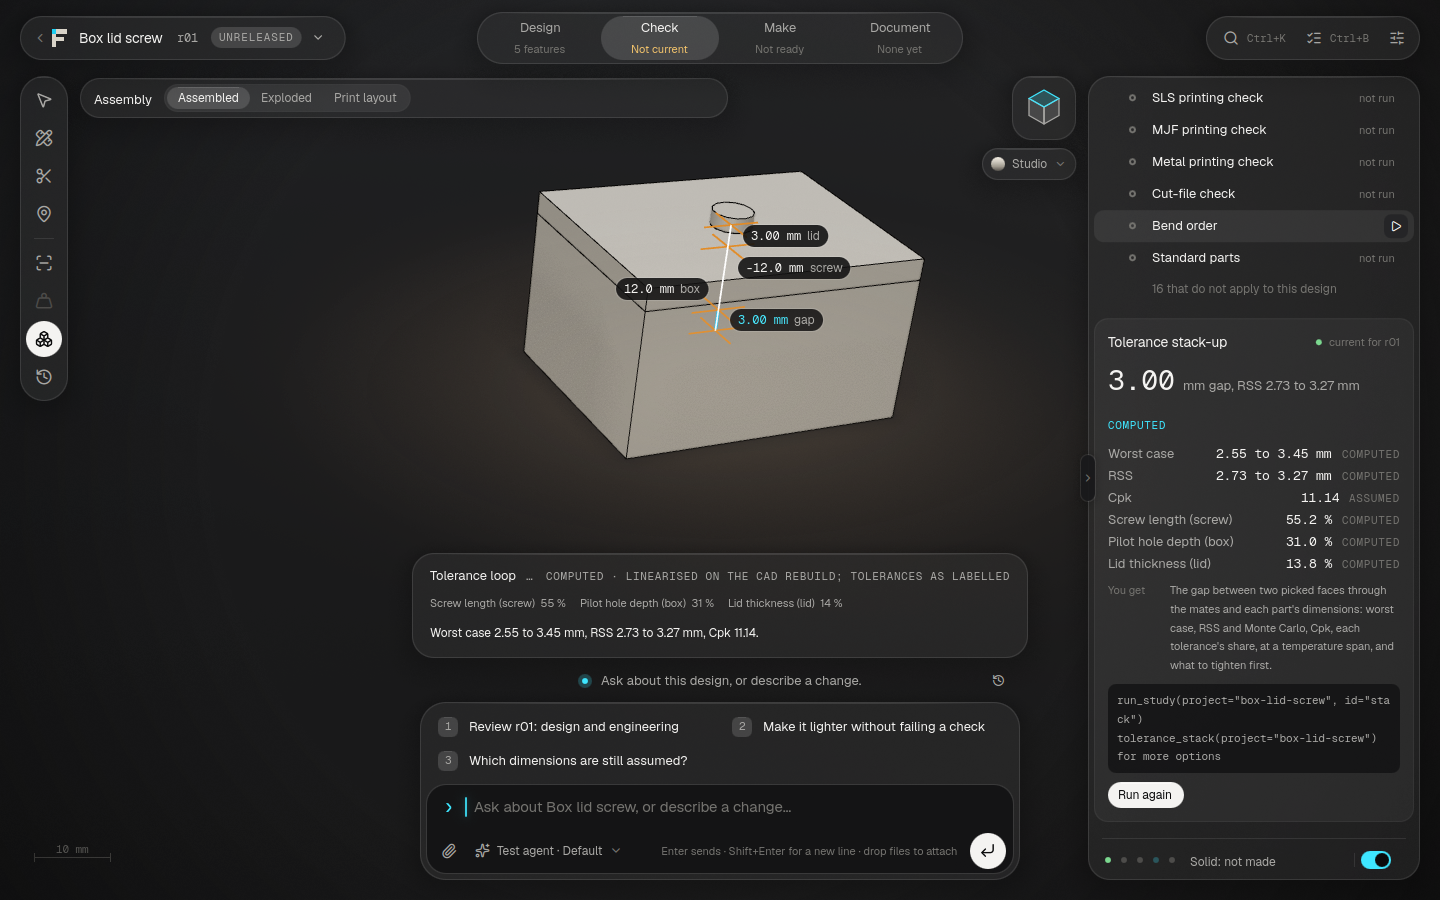 Box lid screw r01 UNRELEASED
Design
5 features
Check
Not current
Make
Not ready
Document
None yet
Ctrl+K
Ctrl+B
Assembly Assembled Exploded Print layout
Studio
3.00 mm lid
-12.0 mm screw
12.0 mm box
3.00 mm gap
10 mm
SLS printing check not run
MJF printing check not run
Metal printing check not run
Cut-file check not run
Bend order
Standard parts not run
16 that do not apply to this design
Tolerance stack-up current for r01
3.00 mm gap, RSS 2.73 to 3.27 mm
COMPUTED
Worst case 2.55 to 3.45 mm COMPUTED
RSS 2.73 to 3.27 mm COMPUTED
Cpk 11.14 ASSUMED
Screw length (screw) 55.2 % COMPUTED
Pilot hole depth (box) 31.0 % COMPUTED
Lid thickness (lid) 13.8 % COMPUTED
You get The gap between two picked faces through
the mates and each part's dimensions: worst
case, RSS and Monte Carlo, Cpk, each
tolerance's share, at a temperature span, and
what to tighten first.
run_study(project="box-lid-screw", id="sta
ck")
tolerance_stack(project="box-lid-screw")
for more options
Run again
Solid: not made
Tolerance loop … COMPUTED · LINEARISED ON THE CAD REBUILD; TOLERANCES AS LABELLED
Screw length (screw) 55 % Pilot hole depth (box) 31 % Lid thickness (lid) 14 %
Worst case 2.55 to 3.45 mm, RSS 2.73 to 3.27 mm, Cpk 11.14.
Ask about this design, or describe a change.
1 Review r01: design and engineering
2 Make it lighter without failing a check
3 Which dimensions are still assumed?
Ask about Box lid screw, or describe a change...
Test agent · Default
Enter sends · Shift+Enter for a new line · drop files to attach